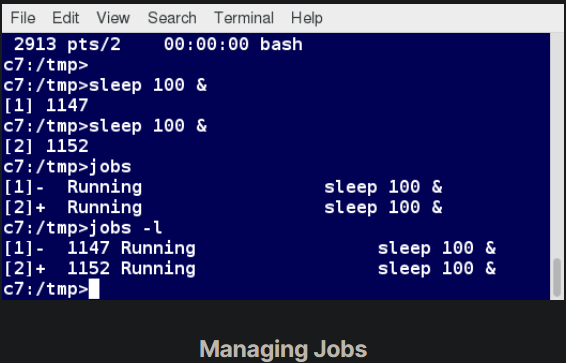 File Edit View Search Terminal Help
2913 pts/2    00:00:00 bash
c7:/tmp>
c7:/tmp>sleep 100 &
[1] 1147
c7:/tmp>sleep 100 &
[2] 1152
c7:/tmp>jobs
[1]-  Running                 sleep 100 &
[2]+  Running                 sleep 100 &
c7:/tmp>jobs -l
[1]-  1147 Running                 sleep 100 &
[2]+  1152 Running                 sleep 100 &
c7:/tmp>
Managing Jobs